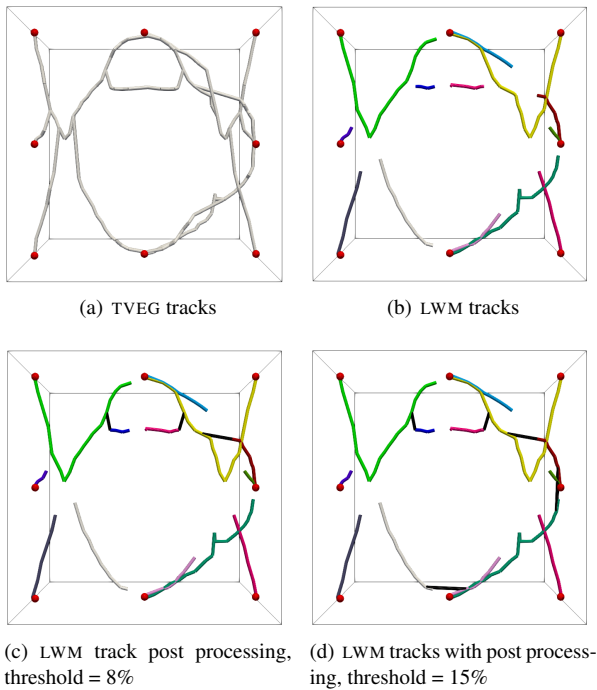 (a) TVEG tracks
(b) LWM tracks
(c) LWM track post processing,
threshold = 8%
(d) LWM tracks with post process-
ing, threshold = 15%